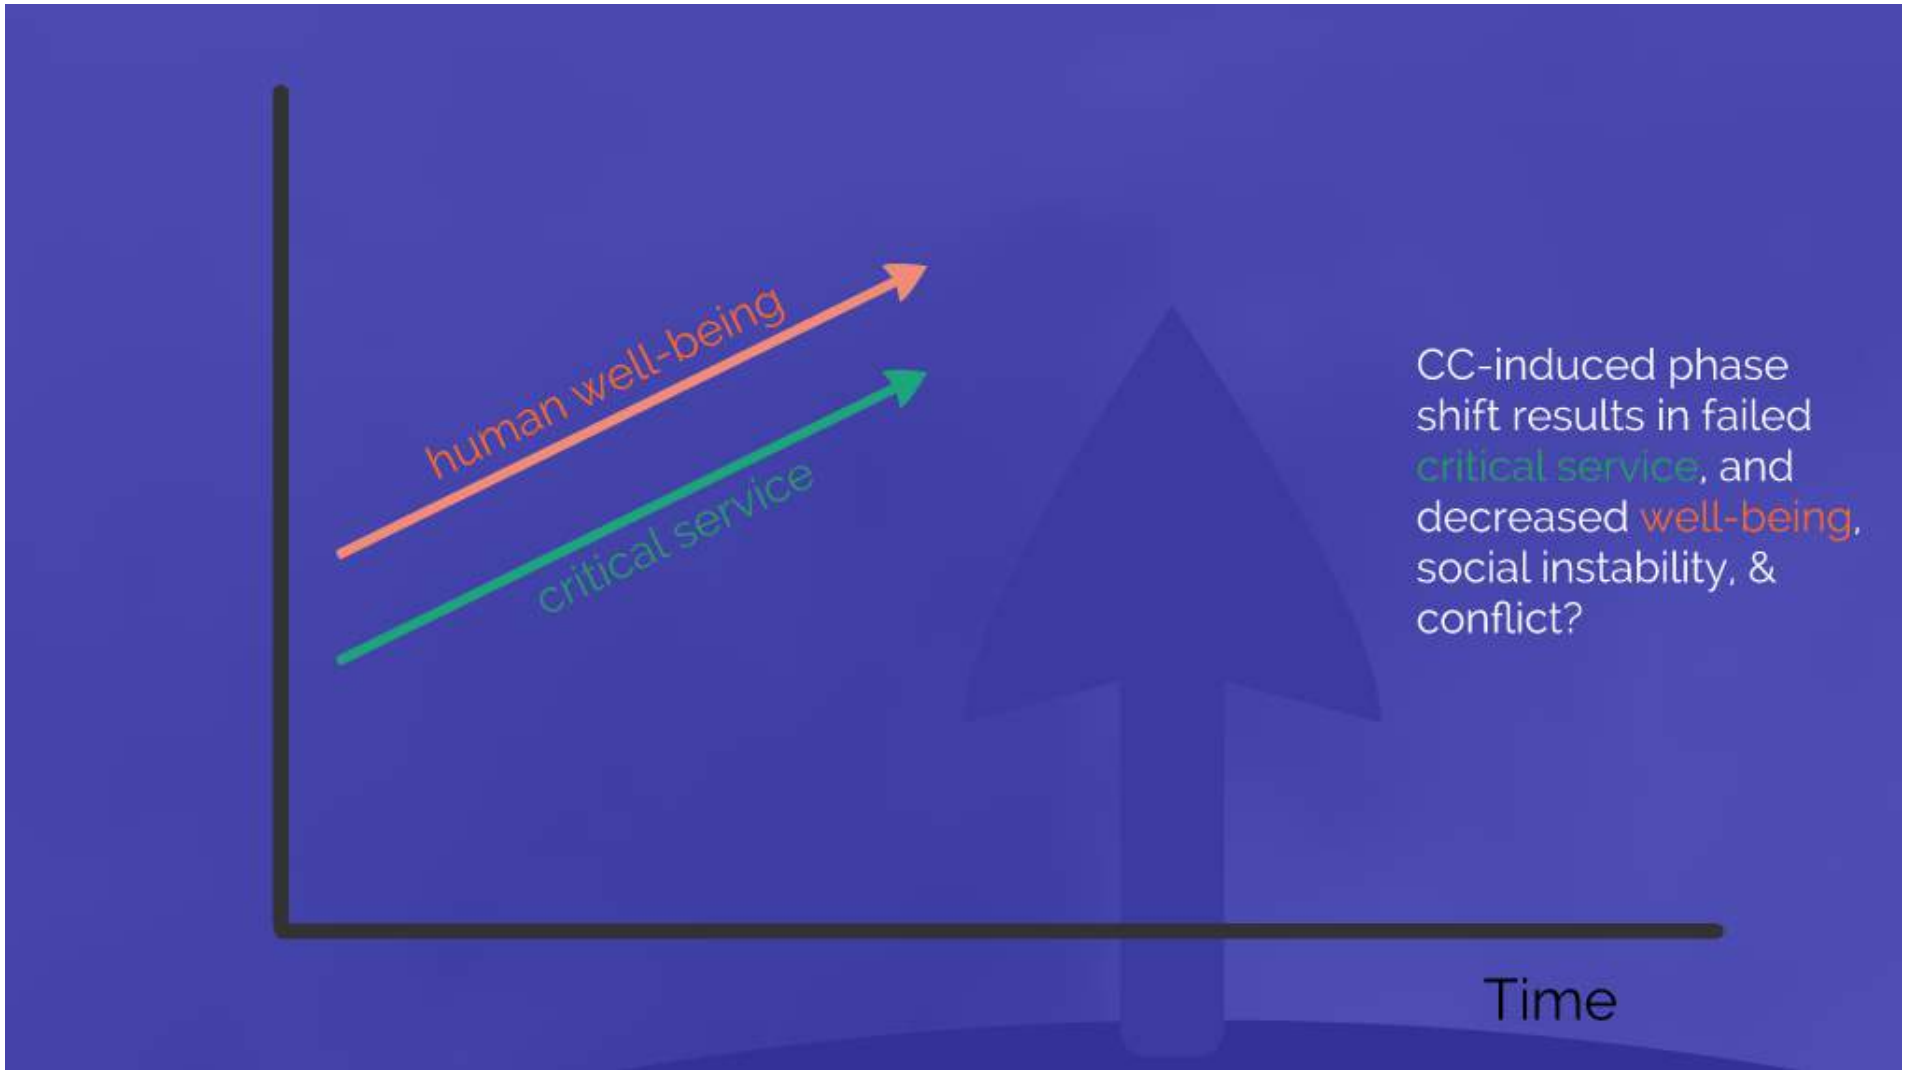 human well-being
critical service
CC-induced phase
shift results in failed
critical service, and
decreased well-being,
social instability, &
conflict?
Time